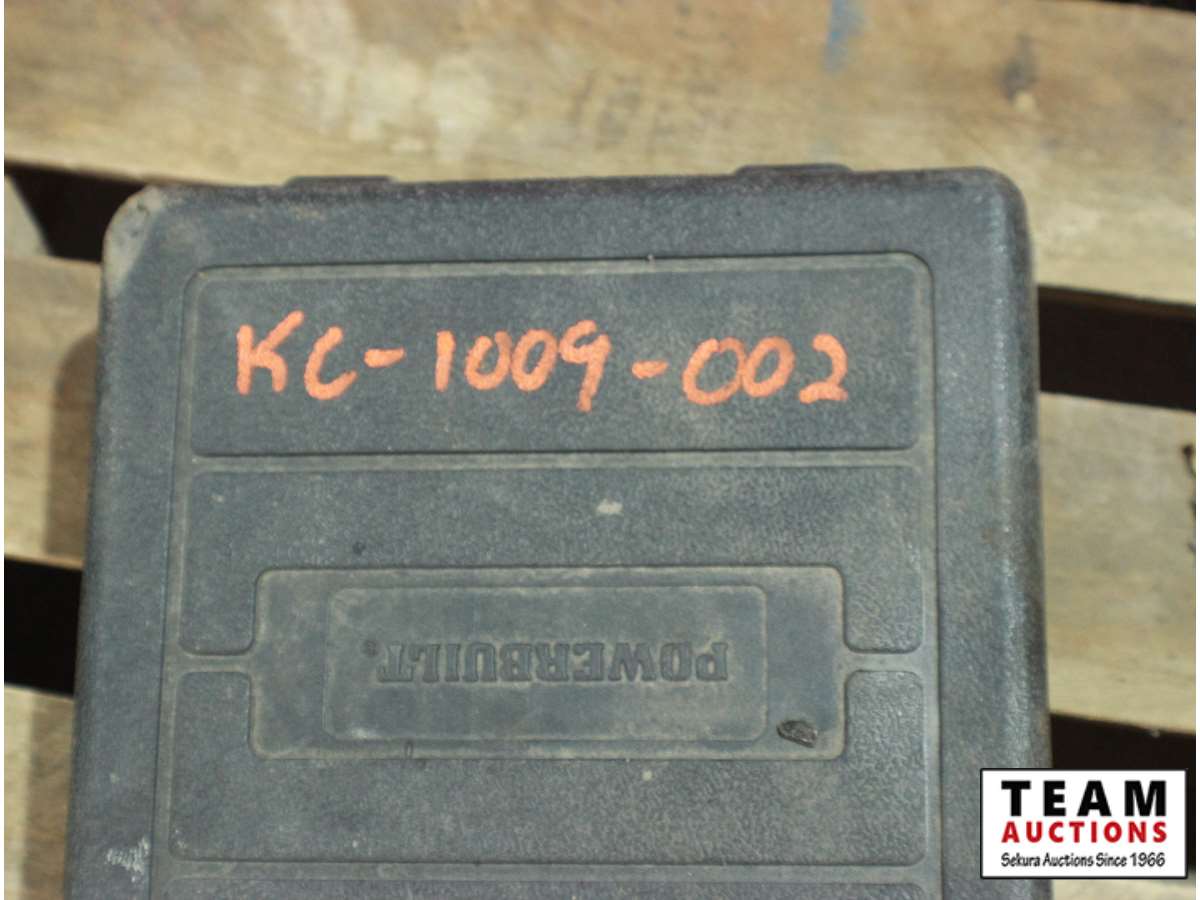 KC-1009-002
POWERBUILT®
TEAM
AUCTIONS
Sekura Auctions Since 1966